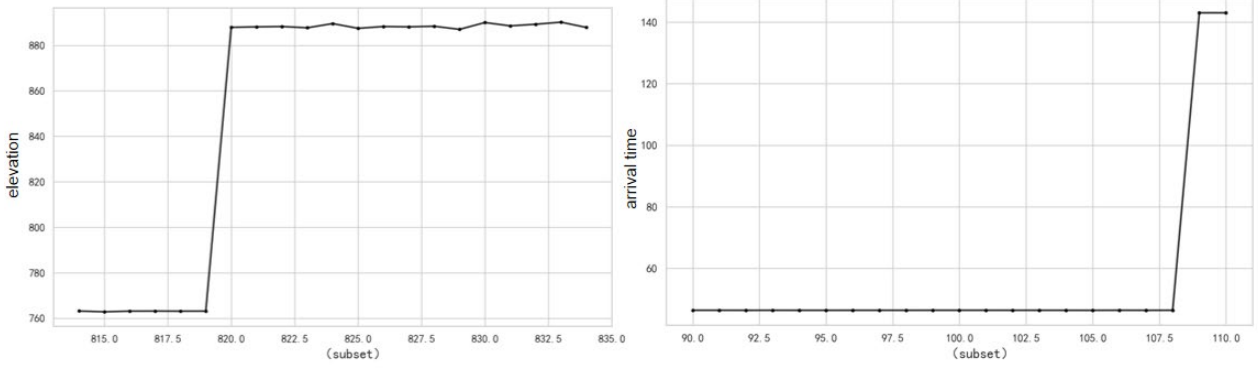 elevation
880
860
840
820
800
780
760
815. 0 817. 5 820. 0 822. 5 825. 0 827. 5 830. 0 832. 5 835. 0
(subset)
arrival time
140
120
100
80
60
90. 0 92. 5 95. 0 97. 5 100. 0 102. 5 105. 0 107. 5 110. 0
(subset)